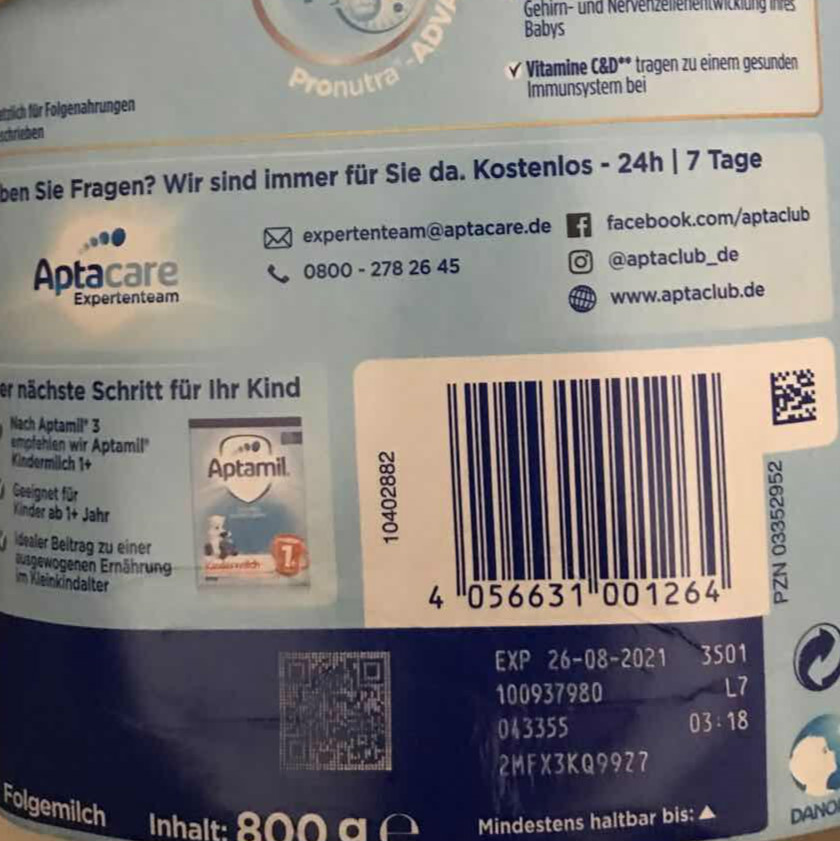 Gehirn- und Nervenzellenentwicklung Ihres
Babys
Pronutra®-ADVA
✓ Vitamine C&D** tragen zu einem gesunden
Immunsystem bei
für Folgenahrungen
schrieben
ben Sie Fragen? Wir sind immer für Sie da. Kostenlos - 24h | 7 Tage
Aptacare
Expertenteam
expertenteam@aptacare.de
0800 - 278 26 45
facebook.com/aptaclub
@aptaclub_de
www.aptaclub.de
er nächste Schritt für Ihr Kind
Nach Aptamil® 3
empfehlen wir Aptamil®
Kindermilch 1+
Geeignet für
Kinder ab 1+ Jahr
Idealer Beitrag zu einer
ausgewogenen Ernährung
im Kleinkindalter
Aptamil
Kindermilch
1+
10402882
4 056631 001264
PZN 03352952
EXP 26-08-2021 3501
100937980 L7
043355 03:18
2MFX3KQ99Z7
Folgemilch
Inhalt: 800 g e
Mindestens haltbar bis: ▲
DANO